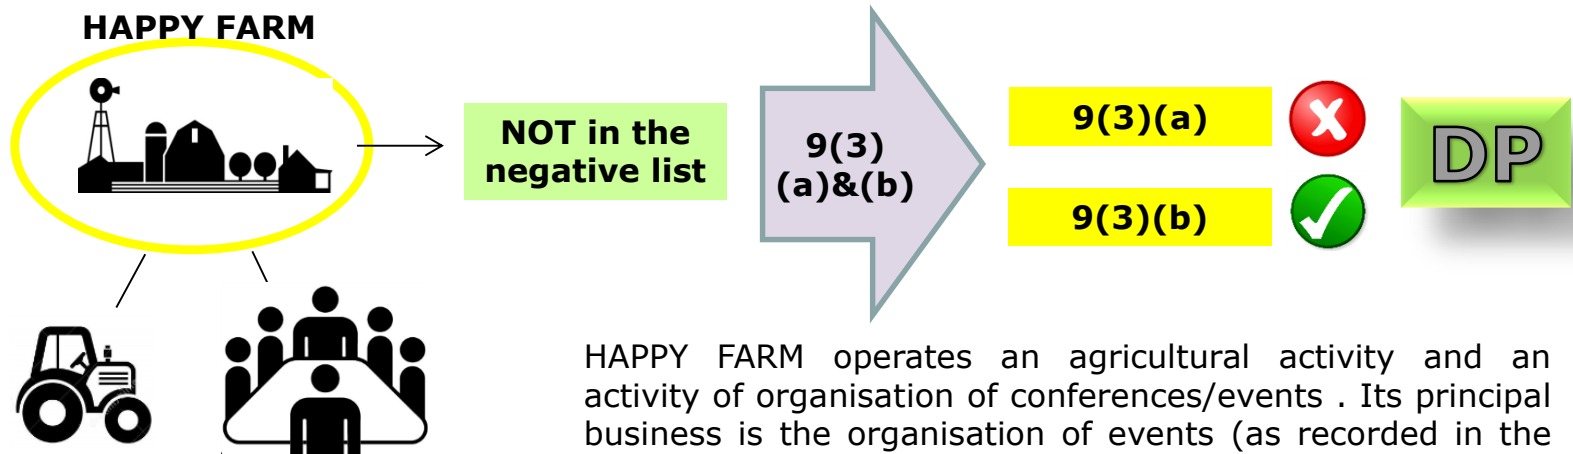 HAPPY FARM
NOT in the
negative list
9(3)
(a)&(b)
9(3)(a)
9(3)(b)
DP
HAPPY FARM operates an agricultural activity and an
activity of organisation of conferences/events . Its principal
business is the organisation of events (as recorded in the